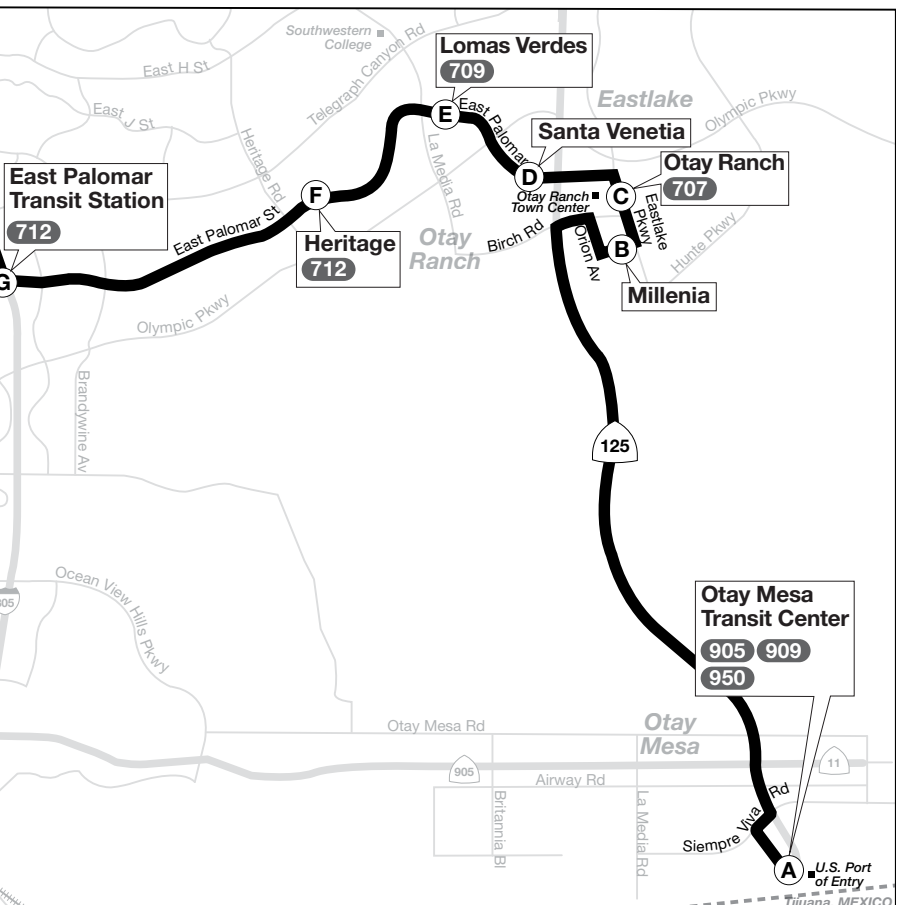 Southwestern
College
Lomas Verdes
709
East H St
Telegraph Canyon Rd
Eastlake
East J St
East Palomar
Olympic Pkwy
Santa Venetia
Heritage Rd
La Media Rd
Otay Ranch
707
East Palomar
Transit Station
712
E
D
C
F
Otay Ranch
Town Center
Eastlake
Pkwy
East Palomar St
Heritage
712
Otay
Ranch
Birch Rd
Orion Av
B
Hunte Pkwy
G
Millenia
Olympic Pkwy
Brandywine Av
125
Ocean View Hills Pkwy
805
Otay Mesa
Transit Center
905 909
950
Otay Mesa Rd
Otay
Mesa
905
11
Airway Rd
Britannia Bl
La Media Rd
Siempre Viva Rd
A
U.S. Port
of Entry
Tijuana, MEXICO